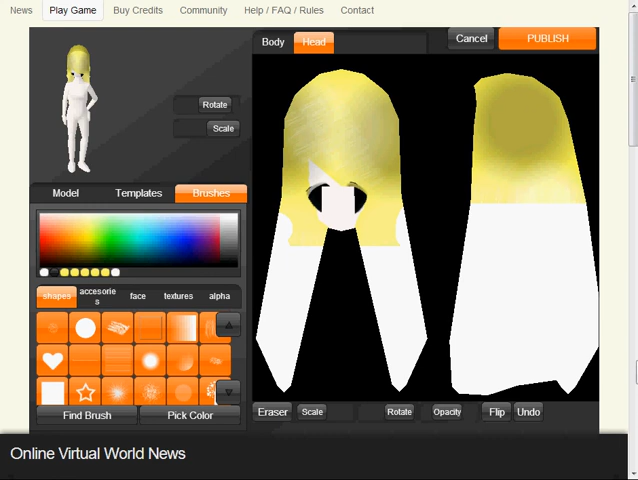 News Play Game Buy Credits Community Help / FAQ / Rules Contact
Body Head Cancel PUBLISH
Rotate
Scale
Model Templates Brushes
shapes accesories face textures alpha
Find Brush Pick Color
Eraser Scale Rotate Opacity Flip Undo
Online Virtual World News